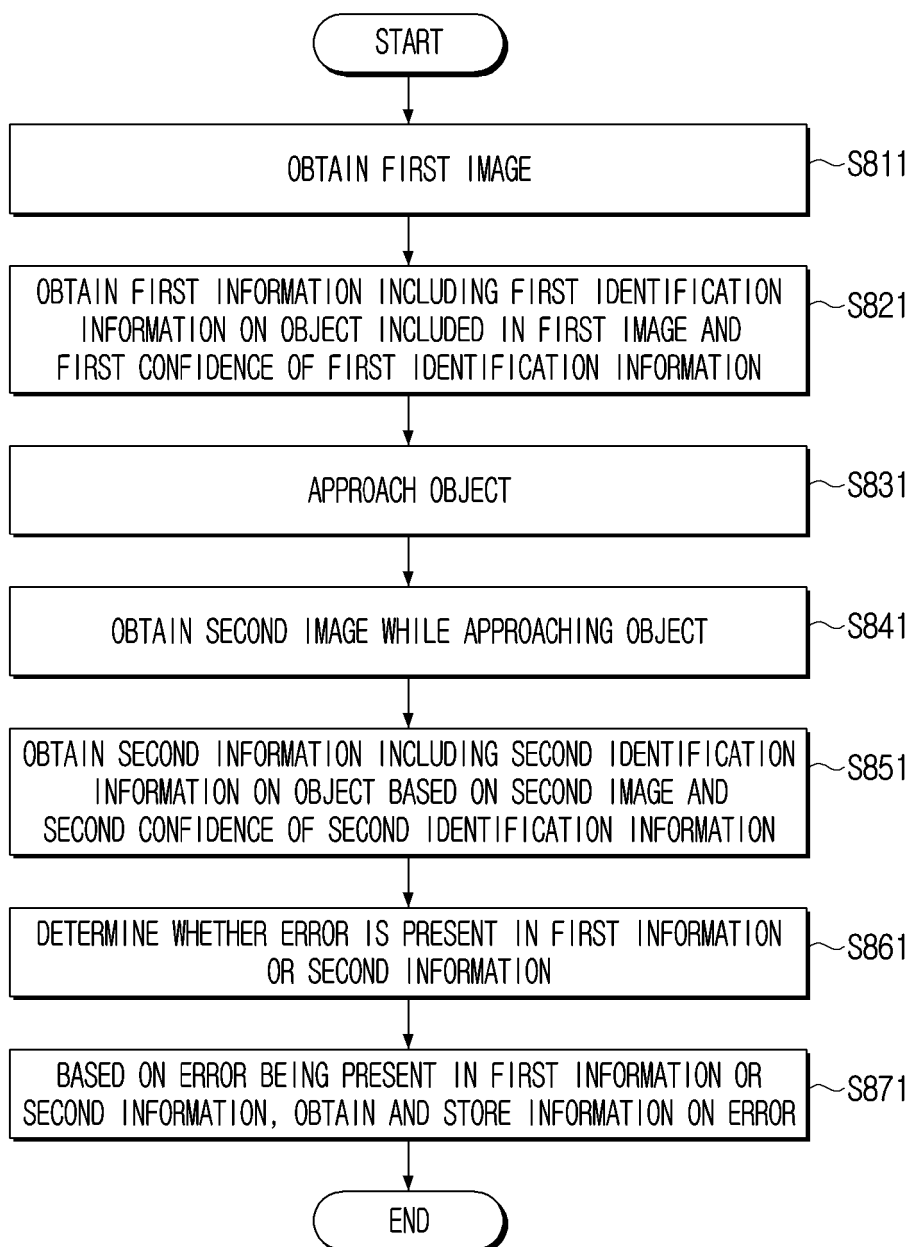 START
OBTAIN FIRST IMAGE
S811
OBTAIN FIRST INFORMATION INCLUDING FIRST IDENTIFICATION
INFORMATION ON OBJECT INCLUDED IN FIRST IMAGE AND
FIRST CONFIDENCE OF FIRST IDENTIFICATION INFORMATION
S821
APPROACH OBJECT
S831
OBTAIN SECOND IMAGE WHILE APPROACHING OBJECT
S841
OBTAIN SECOND INFORMATION INCLUDING SECOND IDENTIFICATION
INFORMATION ON OBJECT BASED ON SECOND IMAGE AND
SECOND CONFIDENCE OF SECOND IDENTIFICATION INFORMATION
S851
DETERMINE WHETHER ERROR IS PRESENT IN FIRST INFORMATION
OR SECOND INFORMATION
S861
BASED ON ERROR BEING PRESENT IN FIRST INFORMATION OR
SECOND INFORMATION, OBTAIN AND STORE INFORMATION ON ERROR
S871
END